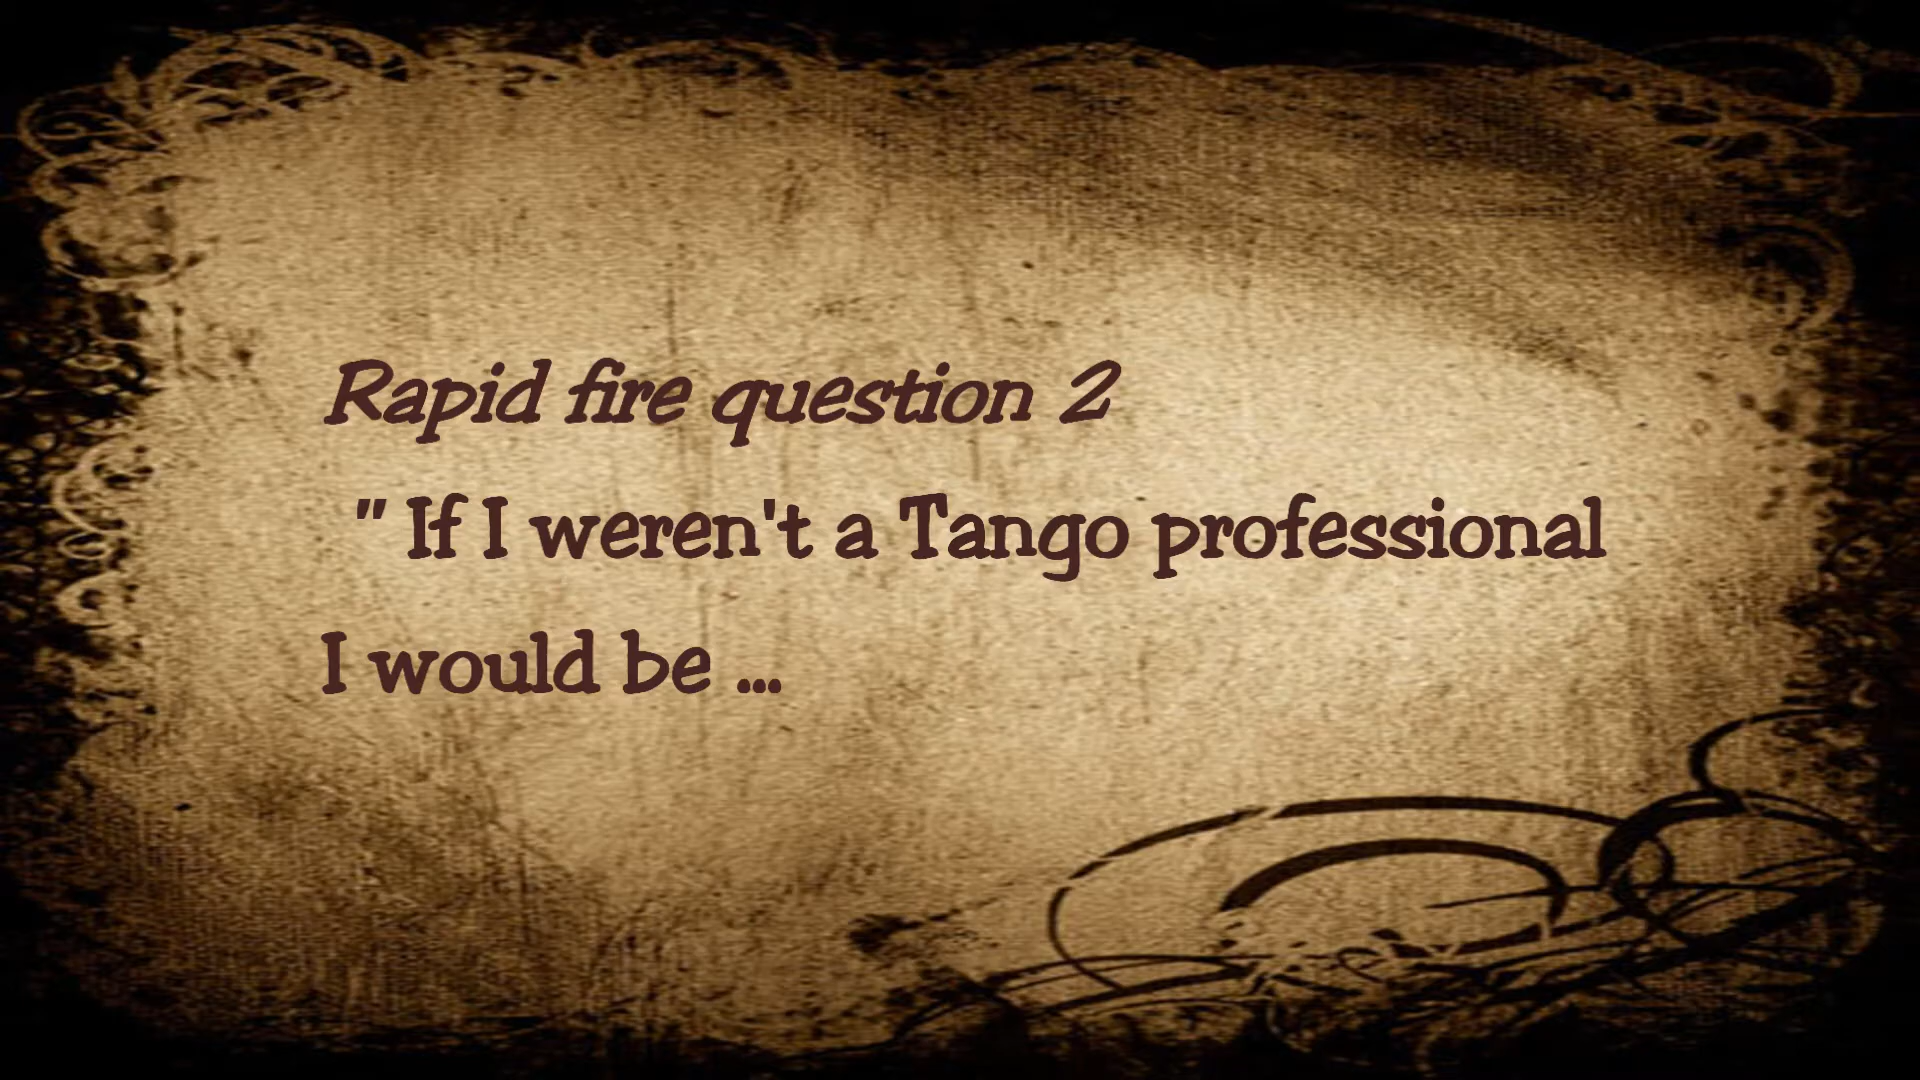 Rapid fire question 2
" If I weren't a Tango professional
I would be ...